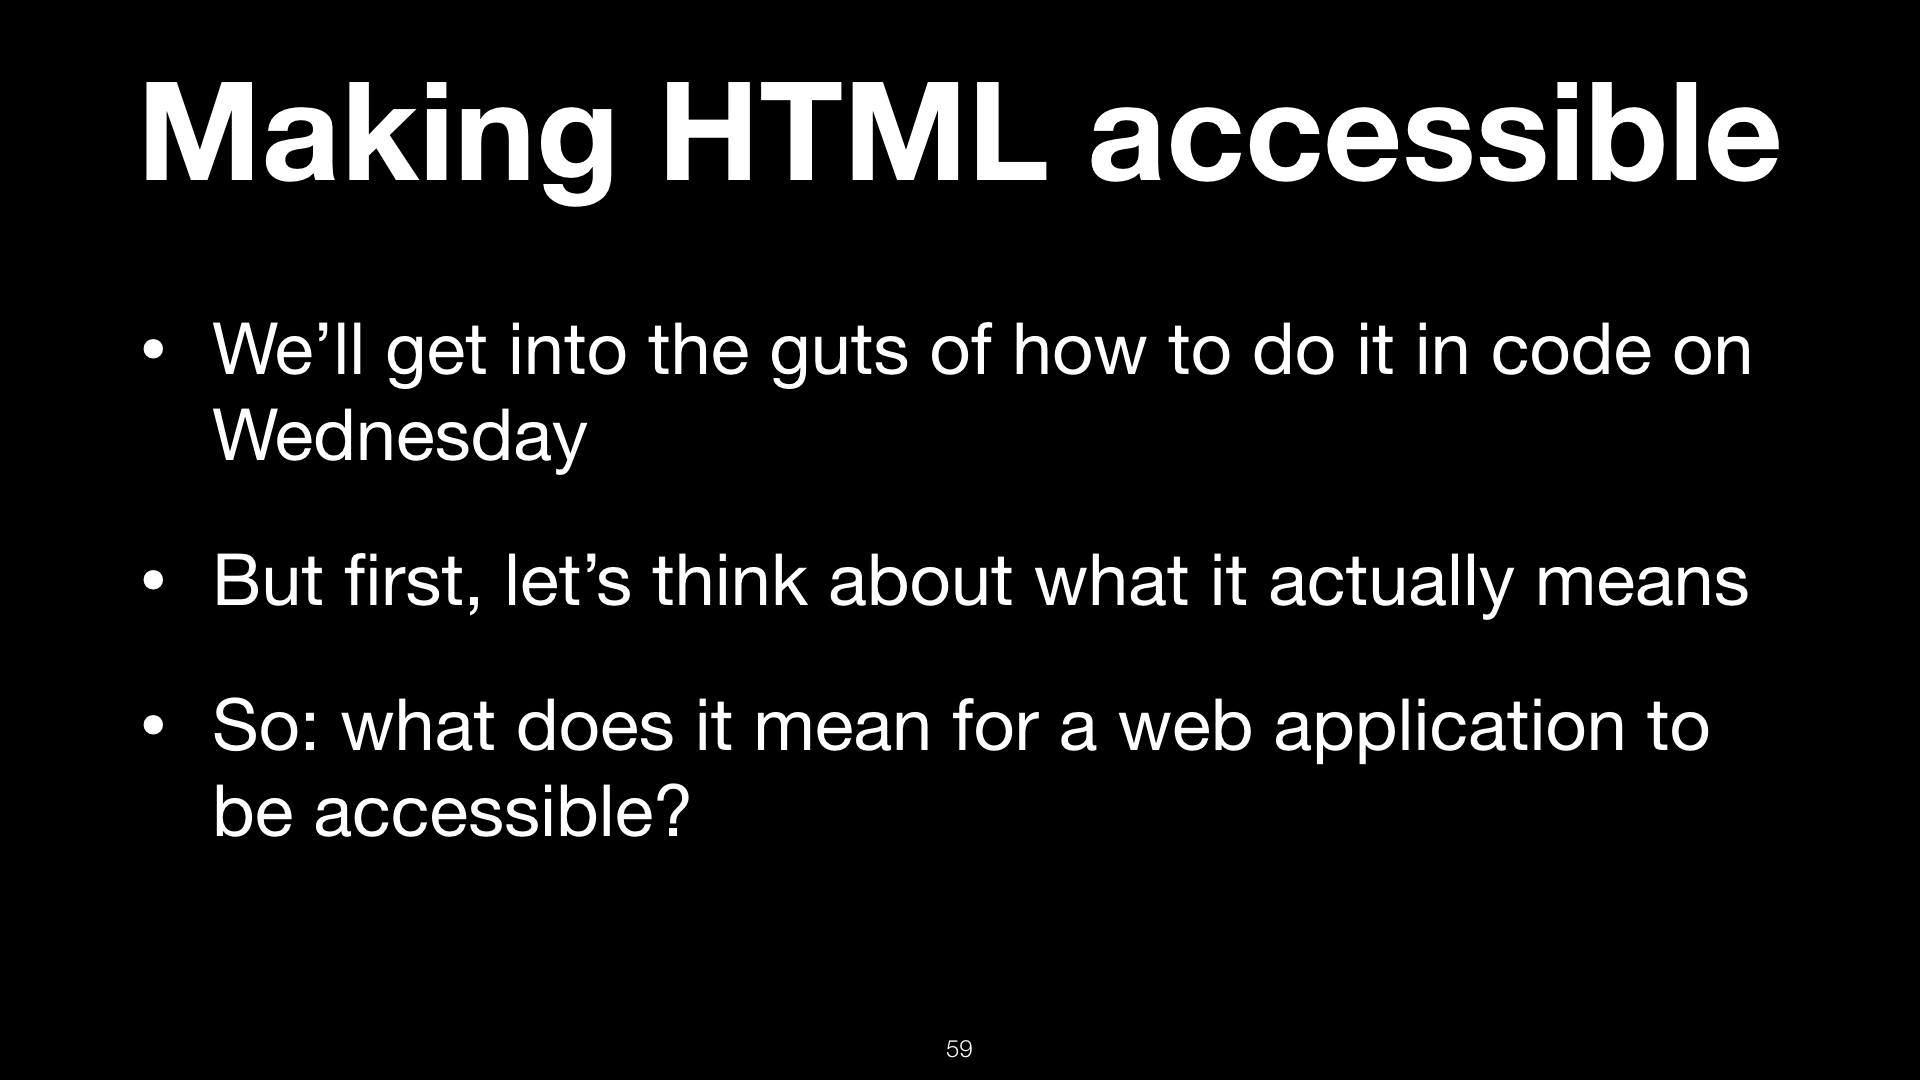 Making HTML accessible
• We’ll get into the guts of how to do it in code on
Wednesday
• But first, let’s think about what it actually means
• So: what does it mean for a web application to
be accessible?
59